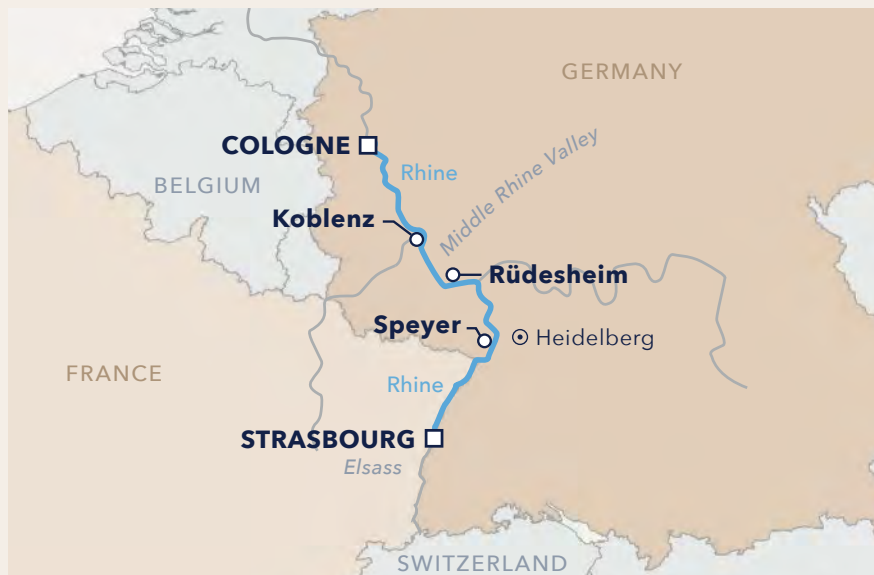 GERMANY
COLOGNE
Rhine
Middle Rhine Valley
BELGIUM
Koblenz
Rüdesheim
Speyer
Heidelberg
FRANCE
Rhine
STRASBOURG
Elsass
SWITZERLAND